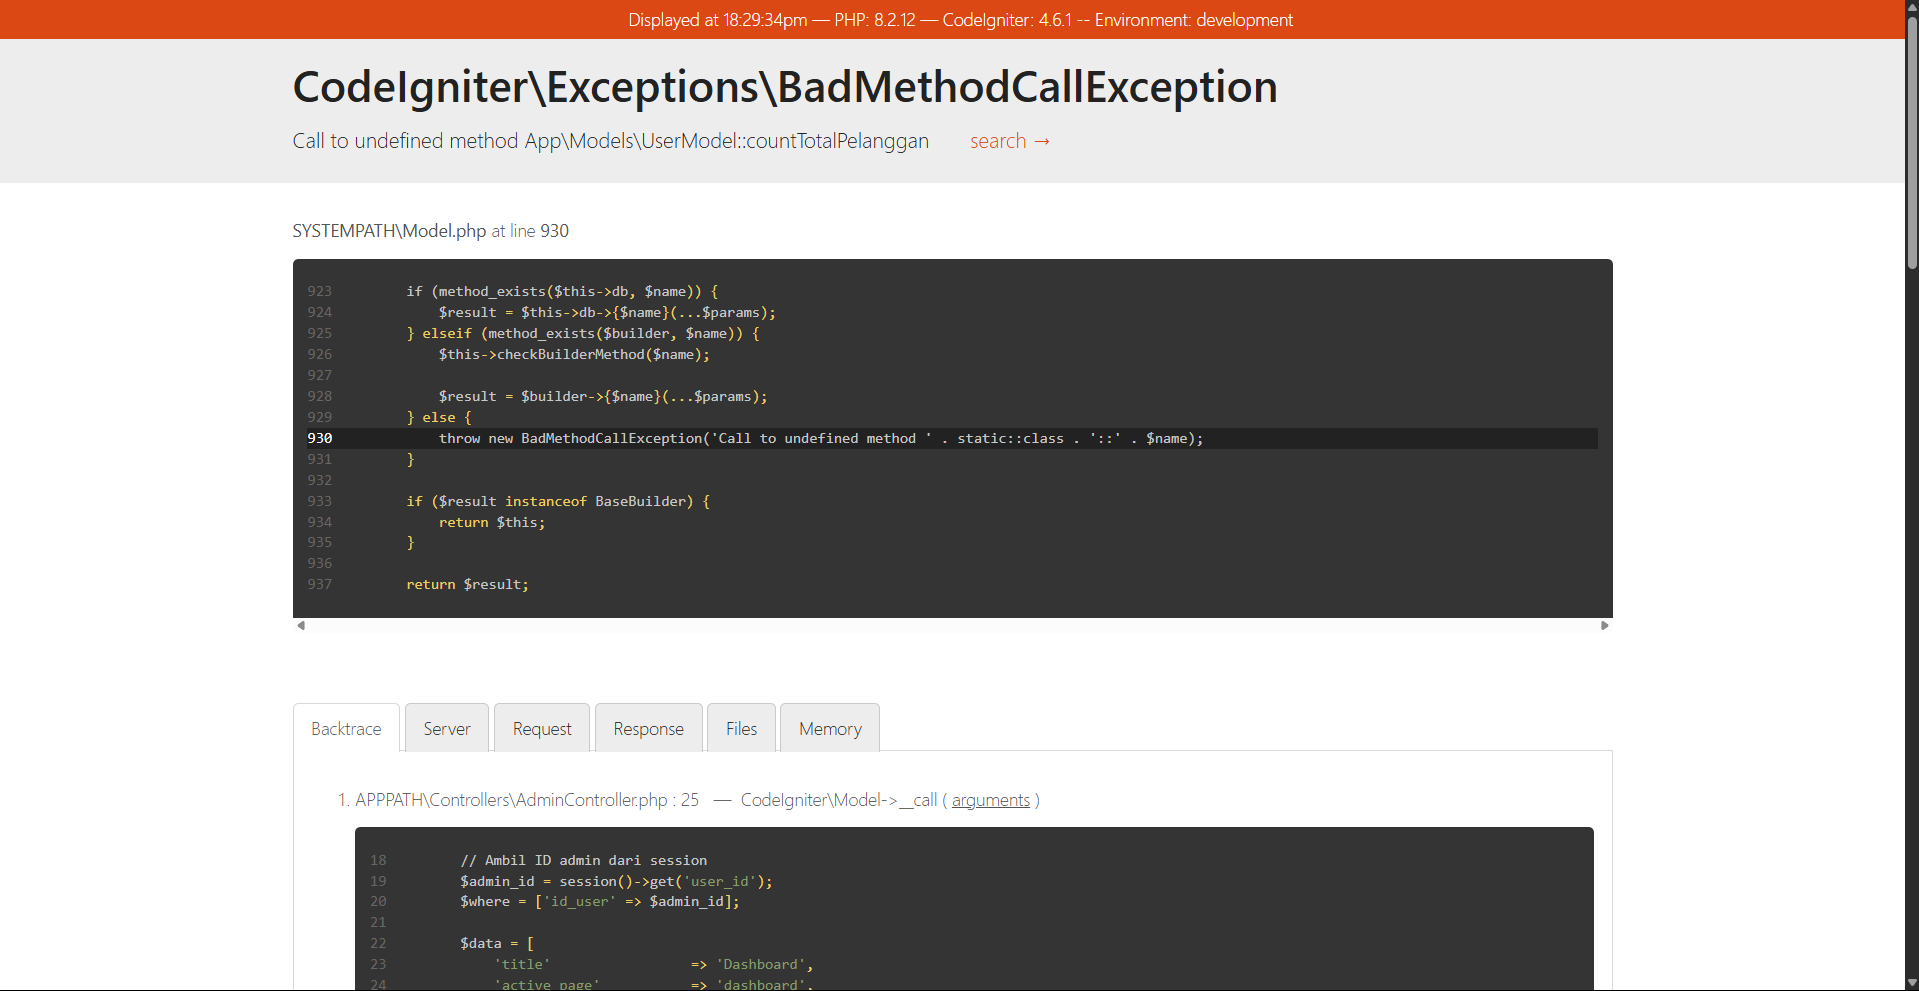 Displayed at 18:29:34pm — PHP: 8.2.12 — CodeIgniter: 4.6.1 -- Environment: development
CodeIgniter\Exceptions\BadMethodCallException
Call to undefined method App\Models\UserModel::countTotalPelanggan search →
SYSTEMPATH\Model.php at line 930
923 if (method_exists($this->db, $name)) {
924 $result = $this->db->{$name}(...$params);
925 } elseif (method_exists($builder, $name)) {
926 $this->checkBuilderMethod($name);
927
928 $result = $builder->{$name}(...$params);
929 } else {
930 throw new BadMethodCallException('Call to undefined method ' . static::class . '::' . $name);
931 }
932
933 if ($result instanceof BaseBuilder) {
934 return $this;
935 }
936
937 return $result;
Backtrace Server Request Response Files Memory
1. APPPATH\Controllers\AdminController.php : 25 — CodeIgniter\Model->__call ( arguments )
18 // Ambil ID admin dari session
19 $admin_id = session()->get('user_id');
20 $where = ['id_user' => $admin_id];
21
22 $data = [
23 'title' => 'Dashboard',
24 'active_page' => 'dashboard',